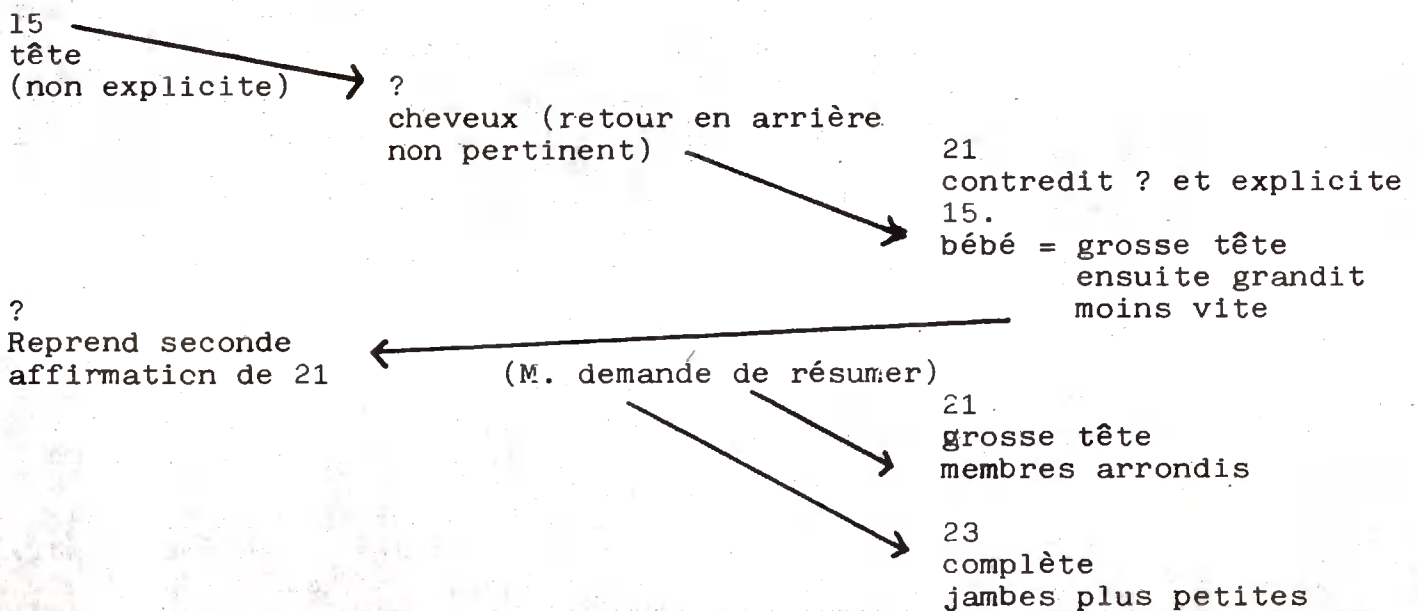 15
tête
(non explicite)
?
cheveux (retour en arrière
non pertinent)
21
contredit ? et explicite
15.
bébé = grosse tête
ensuite grandit
moins vite
?
Reprend seconde
affirmation de 21
(M. demande de résumer)
21
grosse tête
membres arrondis
23
complète
jambes plus petites